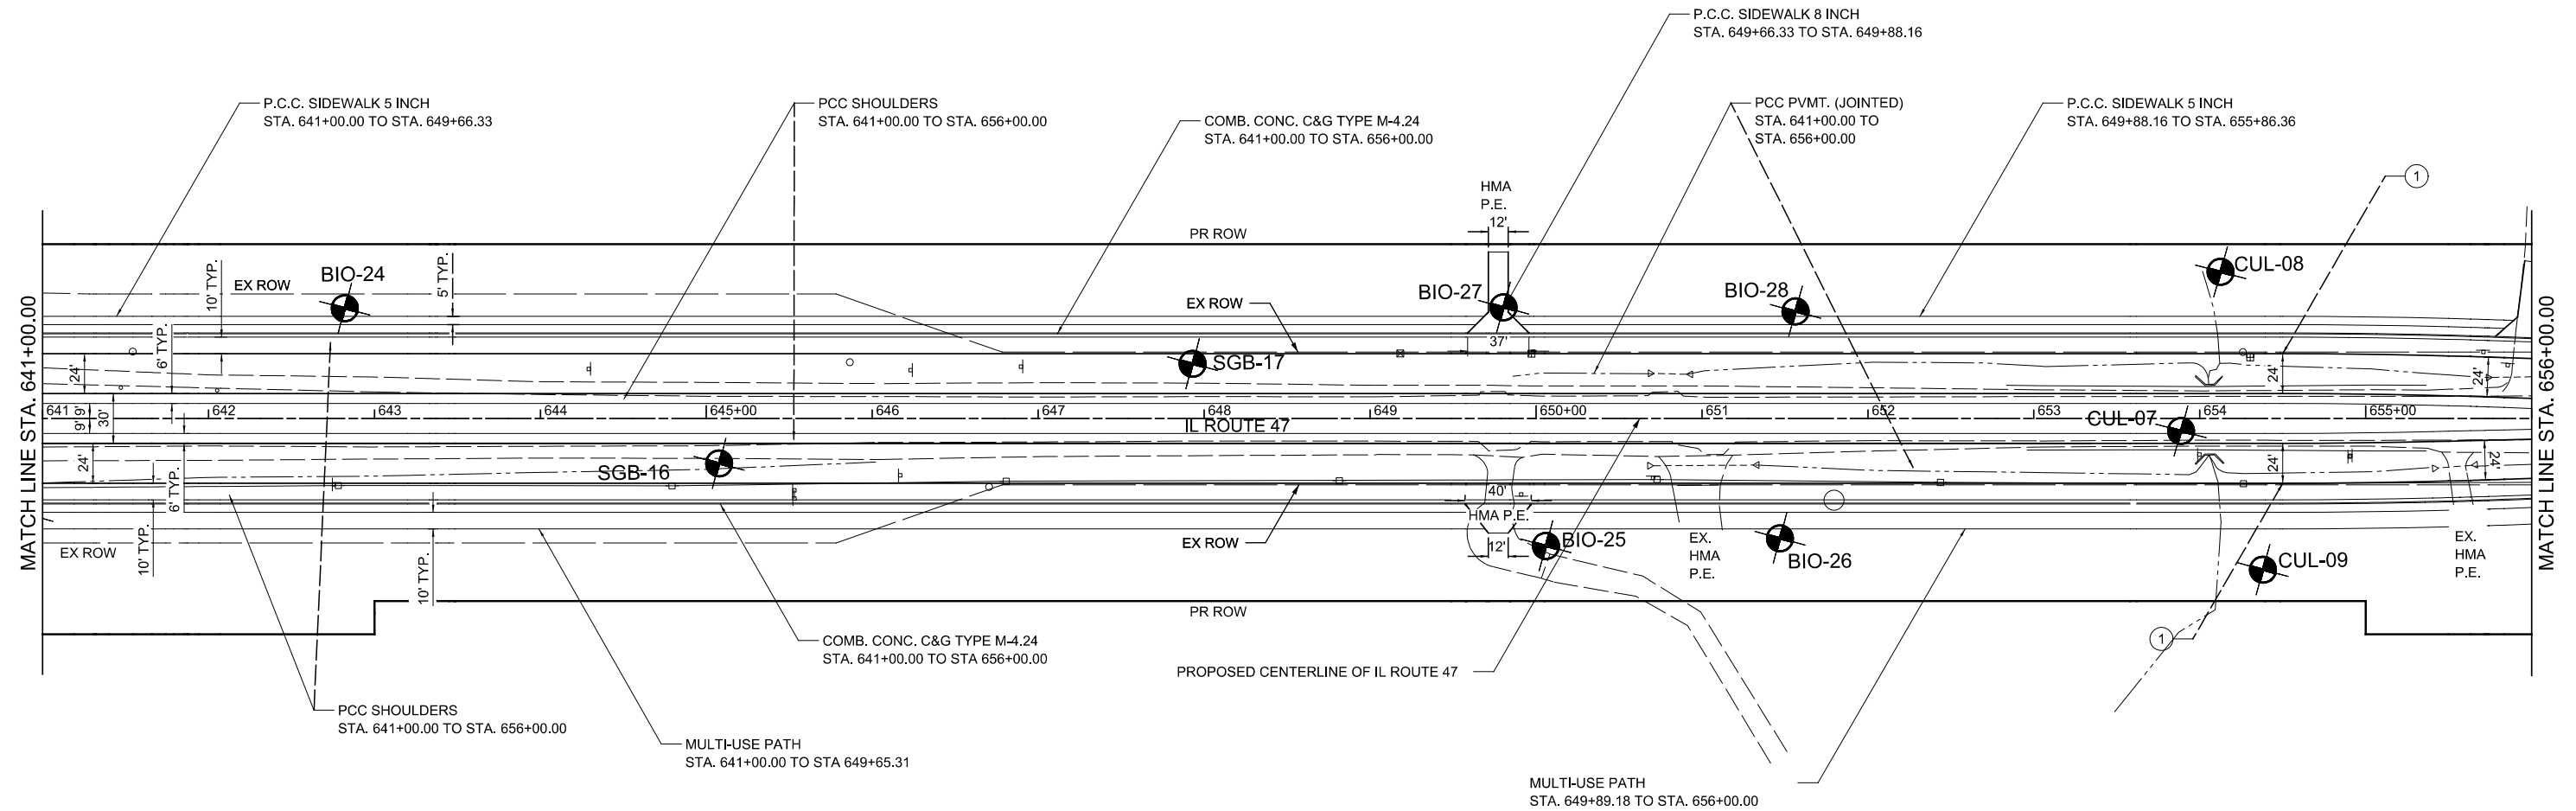 P.C.C. SIDEWALK 8 INCH
STA. 649+66.33 TO STA. 649+88.16
P.C.C. SIDEWALK 5 INCH
STA. 641+00.00 TO STA. 649+66.33
PCC SHOULDERS
STA. 641+00.00 TO STA. 656+00.00
COMB. CONC. C&G TYPE M-4.24
STA. 641+00.00 TO STA. 656+00.00
PCC PVMT. (JOINTED)
STA. 641+00.00 TO
STA. 656+00.00
P.C.C. SIDEWALK 5 INCH
STA. 649+88.16 TO STA. 655+86.36
1
HMA
P.E.
12'
PR ROW
MATCH LINE STA. 641+00.00
MATCH LINE STA. 656+00.00
10' TYP.
EX ROW
BIO-24
5' TYP.
EX ROW
BIO-27
BIO-28
CUL-08
6' TYP.
24'
37'
SGB-17
24'
24'
641
642
643
644
645+00
646
647
648
649
650+00
651
652
653
654
655+00
9'
9'
30'
IL ROUTE 47
CUL-07
24'
SGB-16
6' TYP.
10' TYP.
EX ROW
10' TYP.
EX ROW
40'
HMA P.E.
12'
BIO-25
BIO-26
EX.
HMA
P.E.
24'
24'
CUL-09
EX.
HMA
P.E.
PR ROW
1
COMB. CONC. C&G TYPE M-4.24
STA. 641+00.00 TO STA 656+00.00
PROPOSED CENTERLINE OF IL ROUTE 47
PCC SHOULDERS
STA. 641+00.00 TO STA. 656+00.00
MULTI-USE PATH
STA. 641+00.00 TO STA 649+65.31
MULTI-USE PATH
STA. 649+89.18 TO STA. 656+00.00